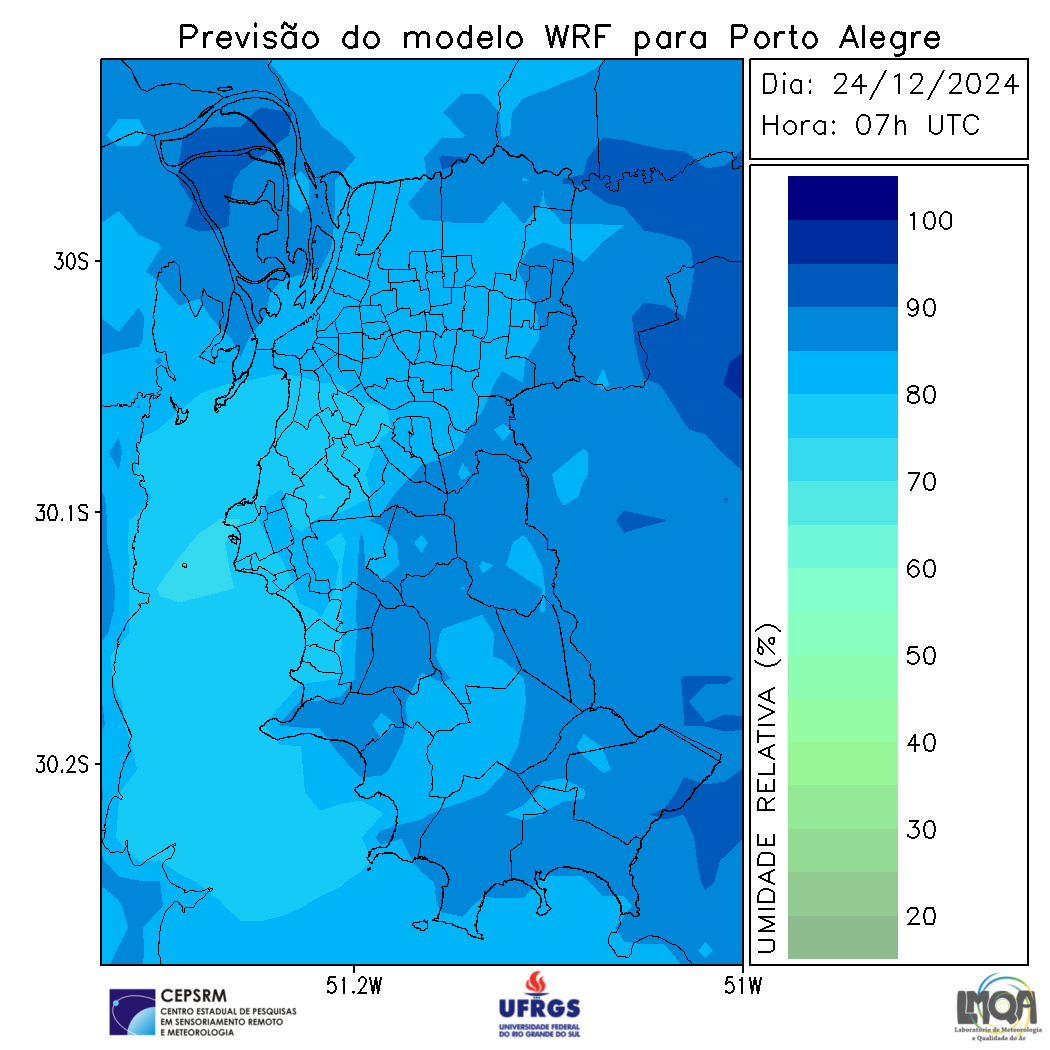 Previsão do modelo WRF para Porto Alegre
Dia: 24/12/2024
Hora: 07h UTC
30S
30.1S
30.2S
51.2W
51W
100
90
80
70
60
50
40
30
20
UMIDADE RELATIVA (%)
CEPSRM
CENTRO ESTADUAL DE PESQUISAS
EM SENSORIAMENTO REMOTO
E METEOROLOGIA
UFRGS
UNIVERSIDADE FEDERAL
DO RIO GRANDE DO SUL
LMQA
Laboratório de Meteorologia
e Qualidade do Ar